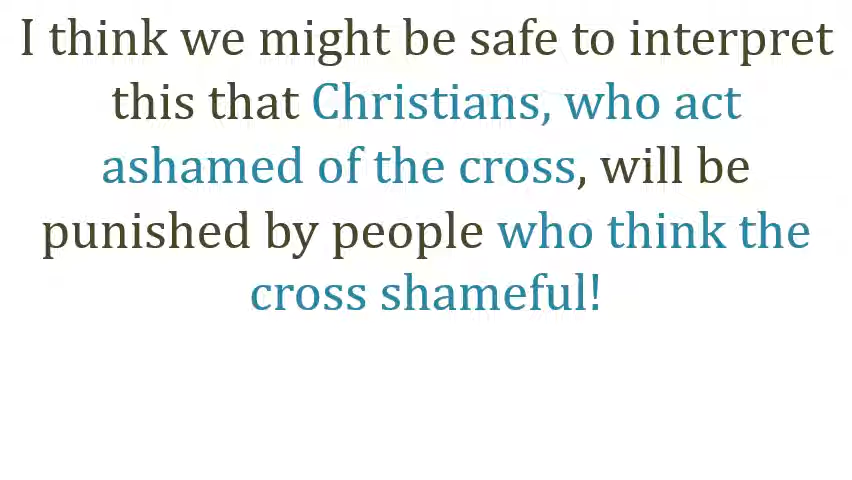 I think we might be safe to interpret
this that Christians, who act
ashamed of the cross, will be
punished by people who think the
cross shameful!